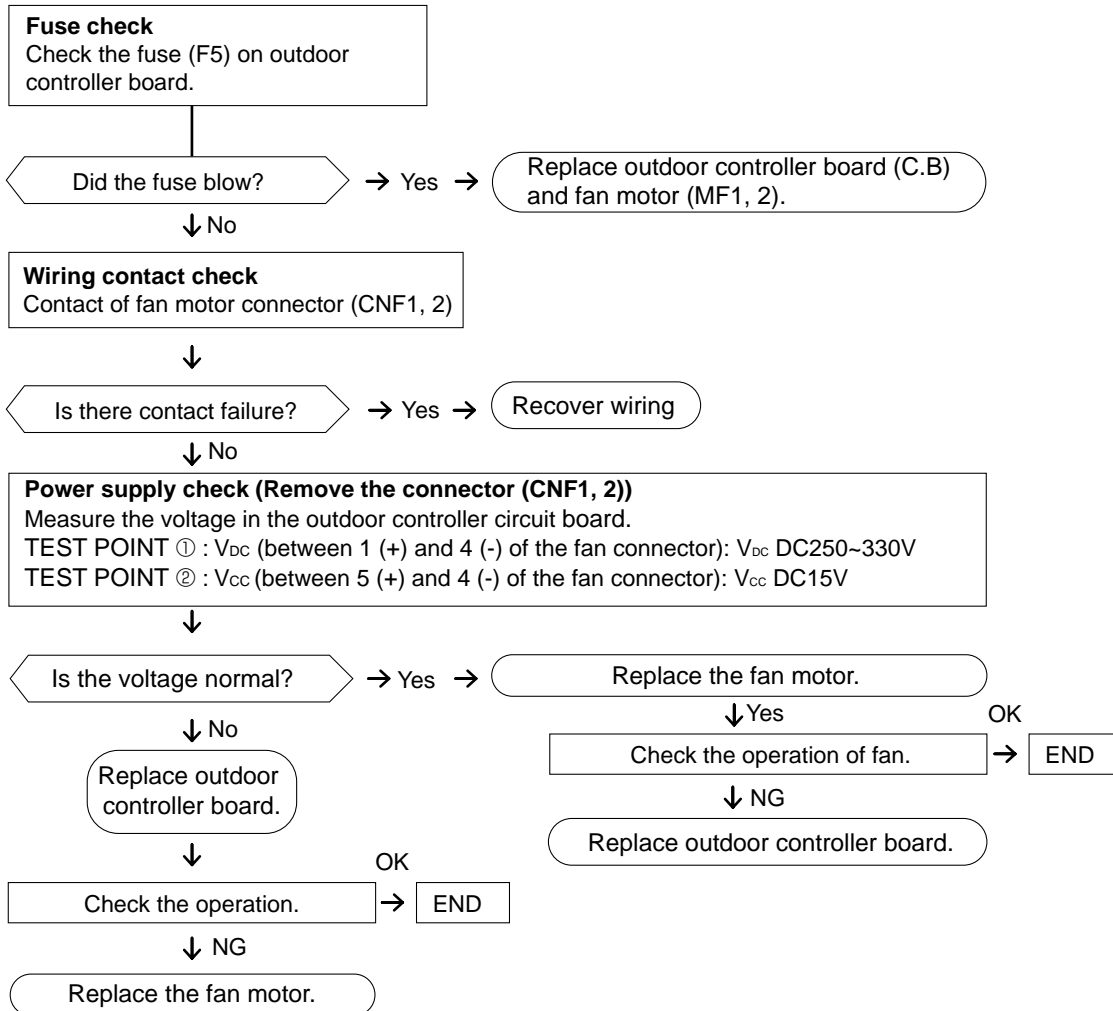 Fuse check
Check the fuse (F5) on outdoor
controller board.
Did the fuse blow?
Yes
Replace outdoor controller board (C.B)
and fan motor (MF1, 2).
No
Wiring contact check
Contact of fan motor connector (CNF1, 2)
Is there contact failure?
Yes
Recover wiring
No
Power supply check (Remove the connector (CNF1, 2))
Measure the voltage in the outdoor controller circuit board.
TEST POINT ① : VDC (between 1 (+) and 4 (-) of the fan connector): VDC DC250~330V
TEST POINT ② : VCC (between 5 (+) and 4 (-) of the fan connector): VCC DC15V
Is the voltage normal?
Yes
Replace the fan motor.
Yes
OK
Check the operation of fan.
END
NG
Replace outdoor controller board.
No
Replace outdoor
controller board.
OK
Check the operation.
END
NG
Replace the fan motor.